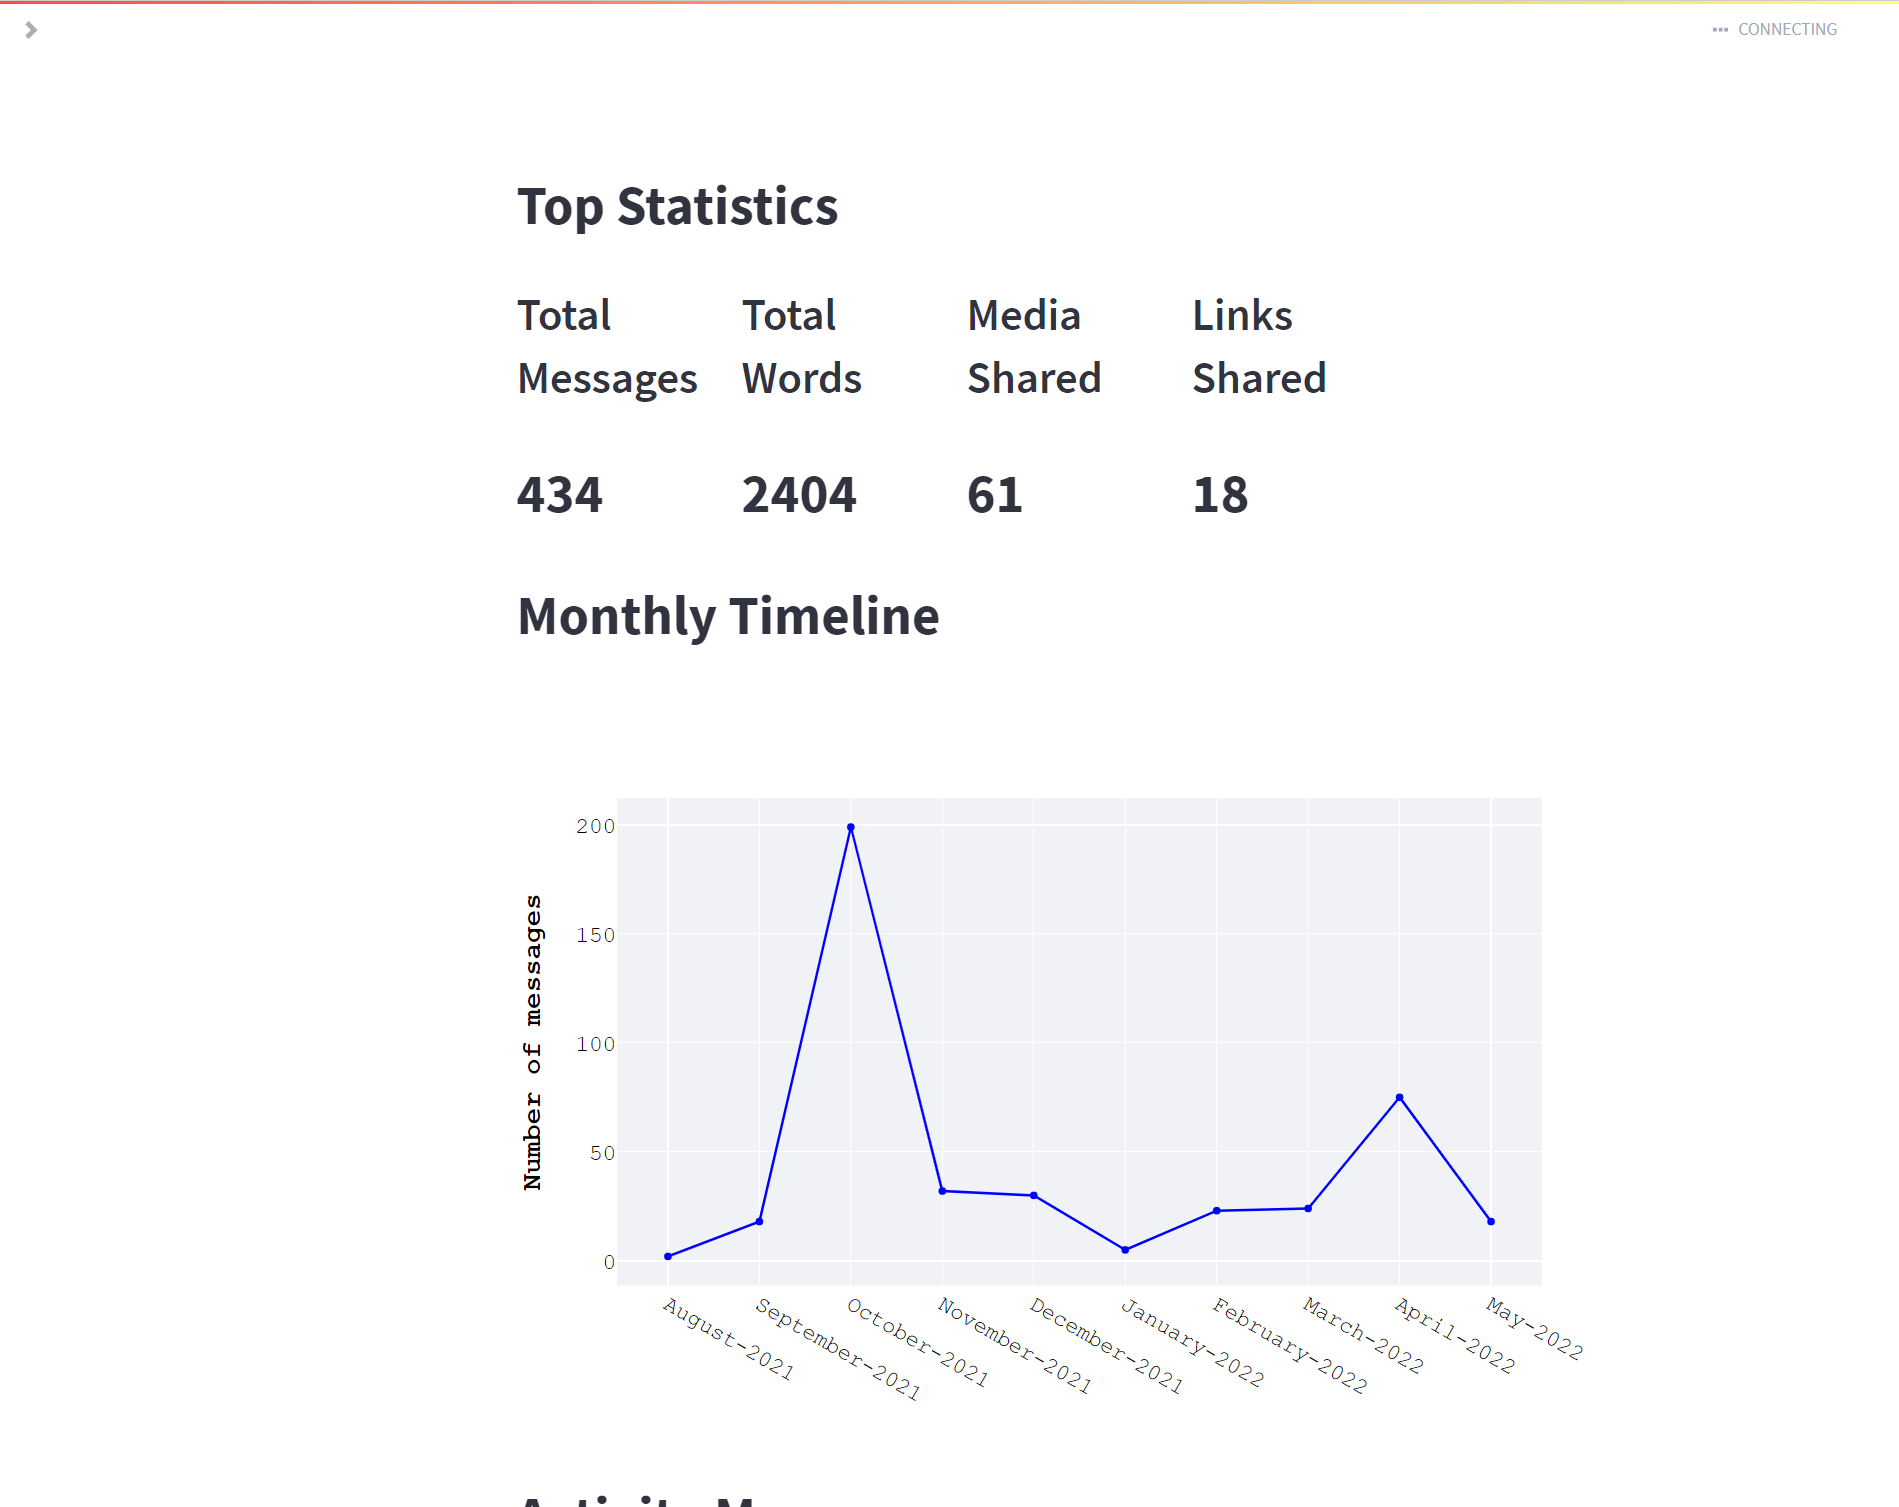 CONNECTING
Top Statistics
Total Messages
Total Words
Media Shared
Links Shared
434
2404
61
18
Monthly Timeline
Number of messages
200
150
100
50
0
August-2021
September-2021
October-2021
November-2021
December-2021
January-2022
February-2022
March-2022
April-2022
May-2022